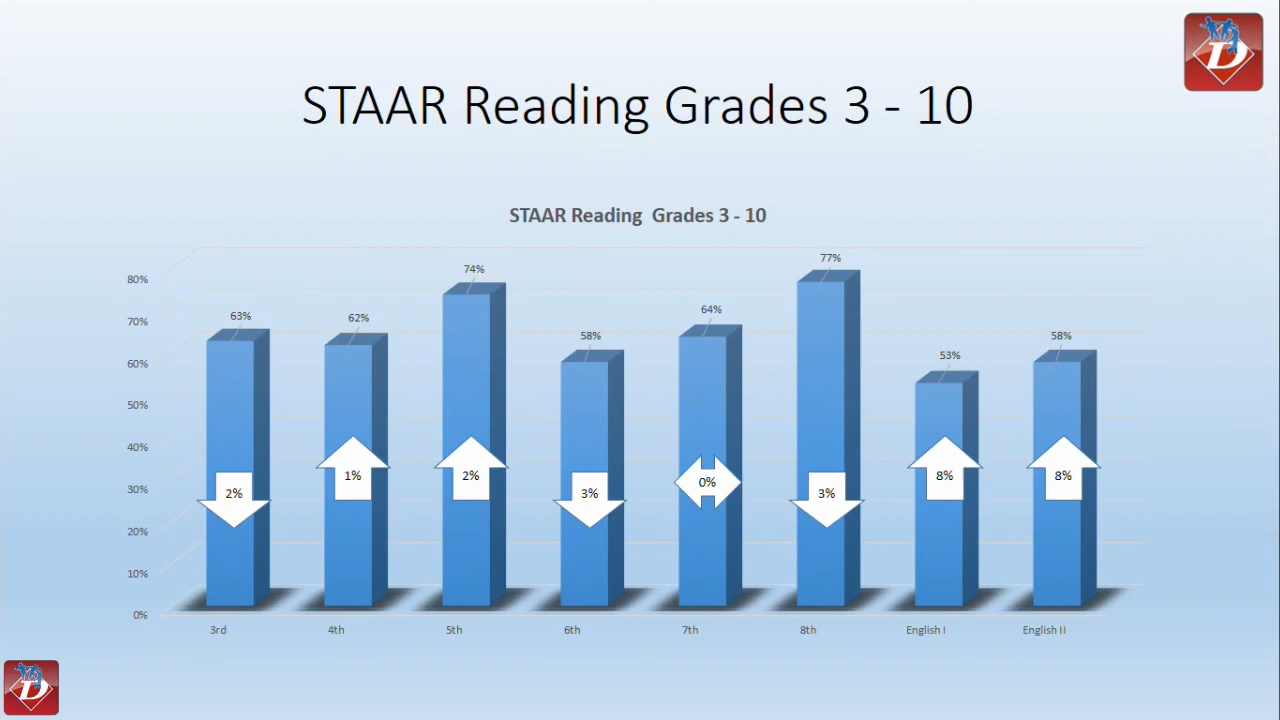 STAAR Reading Grades 3 - 10
STAAR Reading  Grades 3 - 10
80%
70%
60%
50%
40%
30%
20%
10%
0%
63%
62%
74%
58%
64%
77%
53%
58%
2%
1%
2%
3%
0%
3%
8%
8%
3rd
4th
5th
6th
7th
8th
English I
English II
D
D